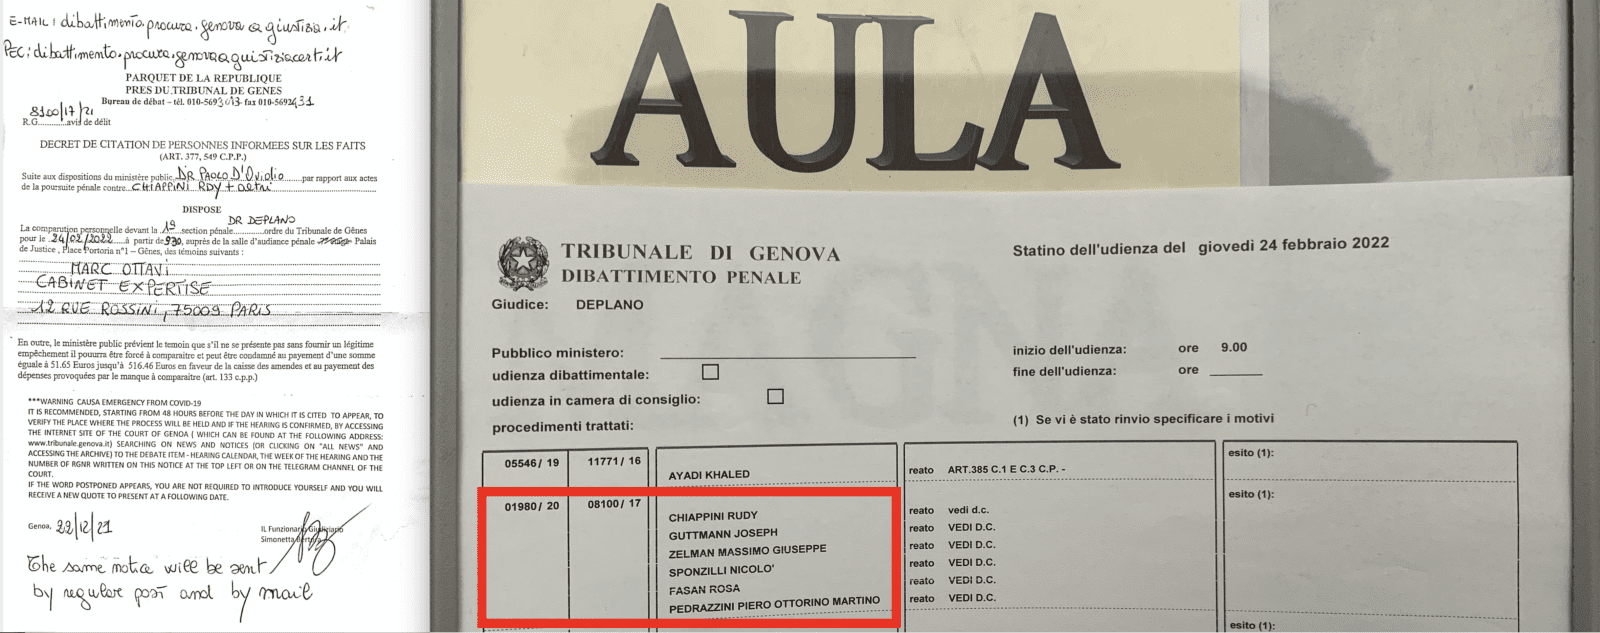 E-MAIL: dibattimento.procura.genova@giustizia.it
PEC: dibattimento.procura.genova@giustiziacert.it
PARQUET DE LA REPUBLIQUE
PRES DU TRIBUNAL DE GENES
Bureau de débat – tél. 010-5693013 fax 010-5692431
8100/17/21
R.G............avis de délit
DECRET DE CITATION DE PERSONNES INFORMEES SUR LES FAITS
(ART. 377, 549 C.P.P.)
Suite aux dispositions du ministère public DR PAOLO D'Ovidio par rapport aux actes
de la poursuite pénale contre CHIAPPINI RDY + altri
DISPOSE
DR DEPLANO
La comparution personnelle devant la 1ª section pénale ordre du Tribunale de Gênes
pour le 24/02/2022 à partir de 930, auprès de la salle d'audience pénale Palais
de Justice , Place Portoria n°1 – Gênes, des témoins suivants :
MARC OTTAVI
CABINET EXPERTISE
12 RUE ROSSINI, 75009 PARIS
En outre, le ministère public prévient le temoin que s'il ne se présente pas sans fournir un légitime
empêchement il pouurra être forcé à comparaitre et peut être condamné au payement d'une somme
éguale à 51.65 Euros jusqu'à 516.46 Euros en faveur de la caisse des amendes et au payement des
dépenses provoquées par le manque à comparaitre (art. 133 c.p.p.)
***WARNING CAUSA EMERGENCY FROM COVID-19
IT IS RECOMMENDED, STARTING FROM 48 HOURS BEFORE THE DAY IN WHICH IT IS CITED TO APPEAR, TO
VERIFY THE PLACE WHERE THE PROCESS WILL BE HELD AND IF THE HEARING IS CONFIRMED, BY ACCESSING
THE INTERNET SITE OF THE COURT OF GENOA ( WHICH CAN BE FOUND AT THE FOLLOWING ADDRESS:
www.tribunale.genova.it) SEARCHING ON NEWS AND NOTICES (OR CLICKING ON "ALL NEWS" AND
ACCESSING THE ARCHIVE) TO THE DEBATE ITEM - HEARING CALENDAR, THE WEEK OF THE HEARING AND THE
NUMBER OF RGNR WRITTEN ON THIS NOTICE AT THE TOP LEFT OR ON THE TELEGRAM CHANNEL OF THE
COURT.
IF THE WORD POSTPONED APPEARS, YOU ARE NOT REQUIRED TO INTRODUCE YOURSELF AND YOU WILL
RECEIVE A NEW QUOTE TO PRESENT AT A FOLLOWING DATE.
Genoa, 22/12/21
IL Funzionario Giudiziario
Simonetta
The same notice will be sent
by regular post and by mail
AULA
TRIBUNALE DI GENOVA
DIBATTIMENTO PENALE
Statino dell'udienza del giovedi 24 febbraio 2022
Giudice: DEPLANO
Pubblico ministero:
inizio dell'udienza: ore 9.00
udienza dibattimentale:
fine dell'udienza: ore
udienza in camera di consiglio:
(1) Se vi è stato rinvio specificare i motivi
procedimenti trattati:
05546/ 19 11771/ 16 AYADI KHALED reato ART.385 C.1 E C.3 C.P. - esito (1):
01980/ 20 08100/ 17 esito (1):
CHIAPPINI RUDY reato vedi d.c.
GUTTMANN JOSEPH reato VEDI D.C.
ZELMAN MASSIMO GIUSEPPE reato VEDI D.C.
SPONZILLI NICOLO' reato VEDI D.C.
FASAN ROSA reato VEDI D.C.
PEDRAZZINI PIERO OTTORINO MARTINO reato VEDI D.C.
esito (1):